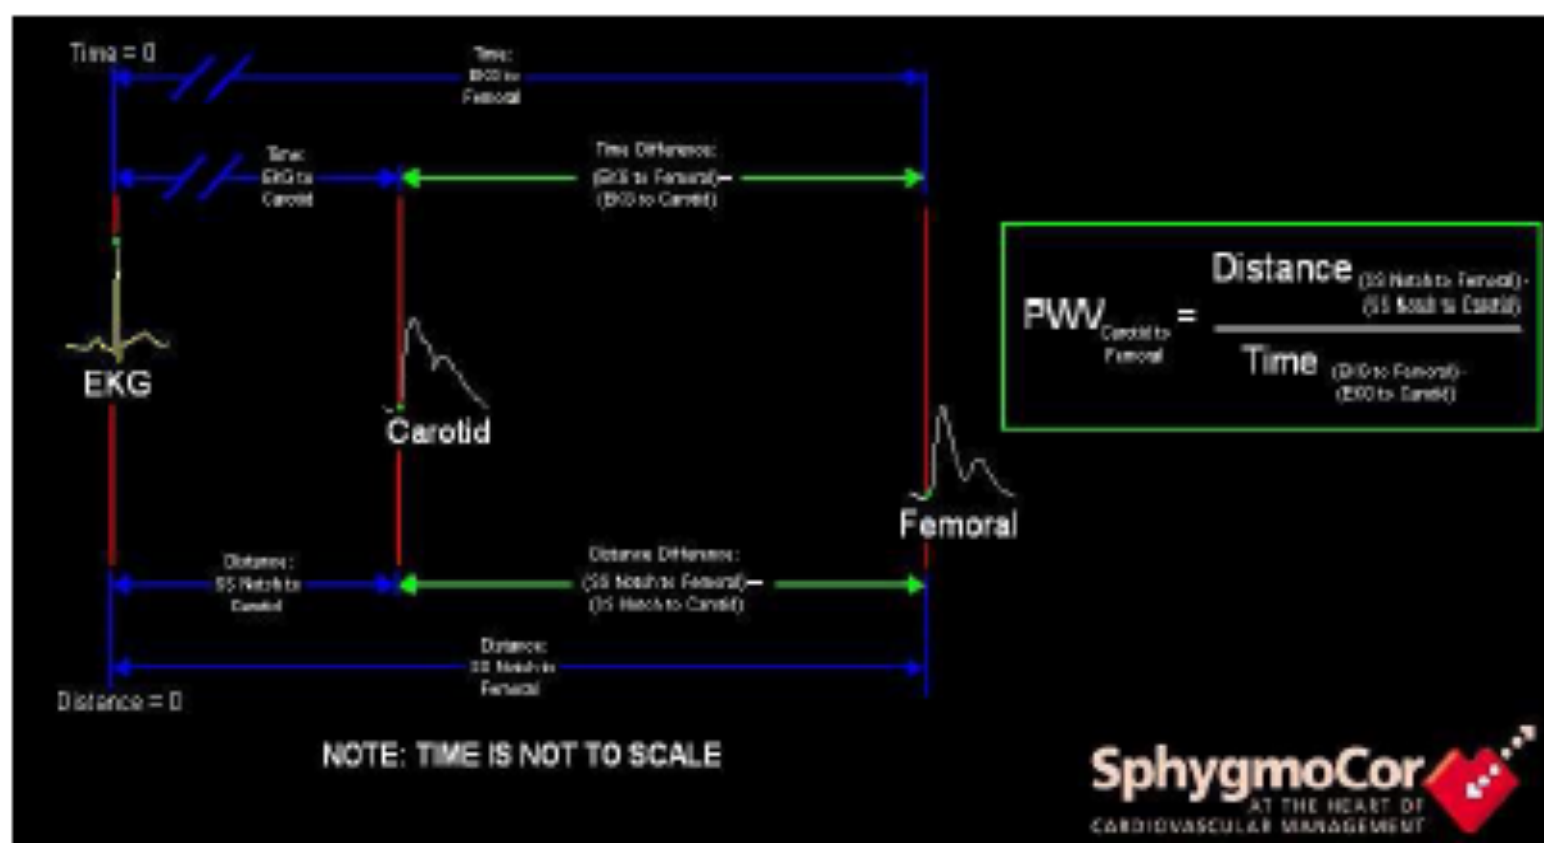 Time = 0
Time:
EKG to
Femoral
Time:
EKG to
Carotid
Time Difference:
(EKG to Femoral)–
(EKG to Carotid)
EKG
Carotid
Femoral
PWV Carotid to
Femoral
=
Distance (SS Notch to Femoral)-
(SS Notch to Carotid)
Time (EKG to Femoral)-
(EKG to Carotid)
Distance:
SS Notch to
Carotid
Distance Difference:
(SS Notch to Femoral)–
(SS Notch to Carotid)
Distance:
SS Notch to
Femoral
Distance = 0
NOTE: TIME IS NOT TO SCALE
SphygmoCor
AT THE HEART OF
CARDIOVASCULAR MANAGEMENT